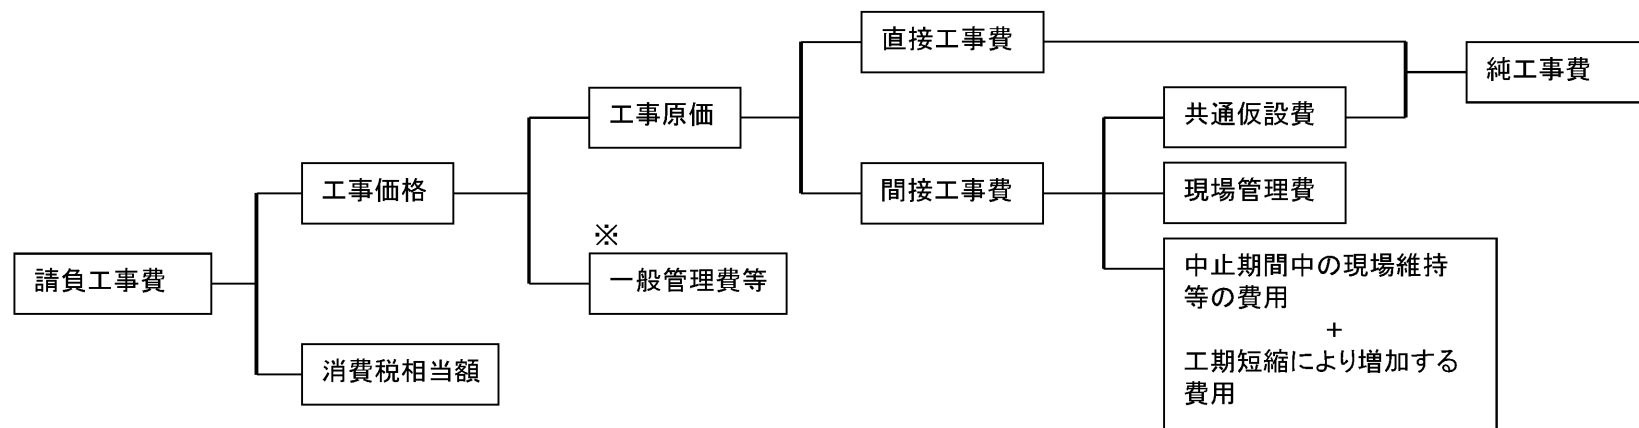 直接工事費
純工事費
工事原価
共通仮設費
工事価格
間接工事費
現場管理費
※
請負工事費
一般管理費等
中止期間中の現場維持
等の費用
+
工期短縮により増加する
費用
消費税相当額